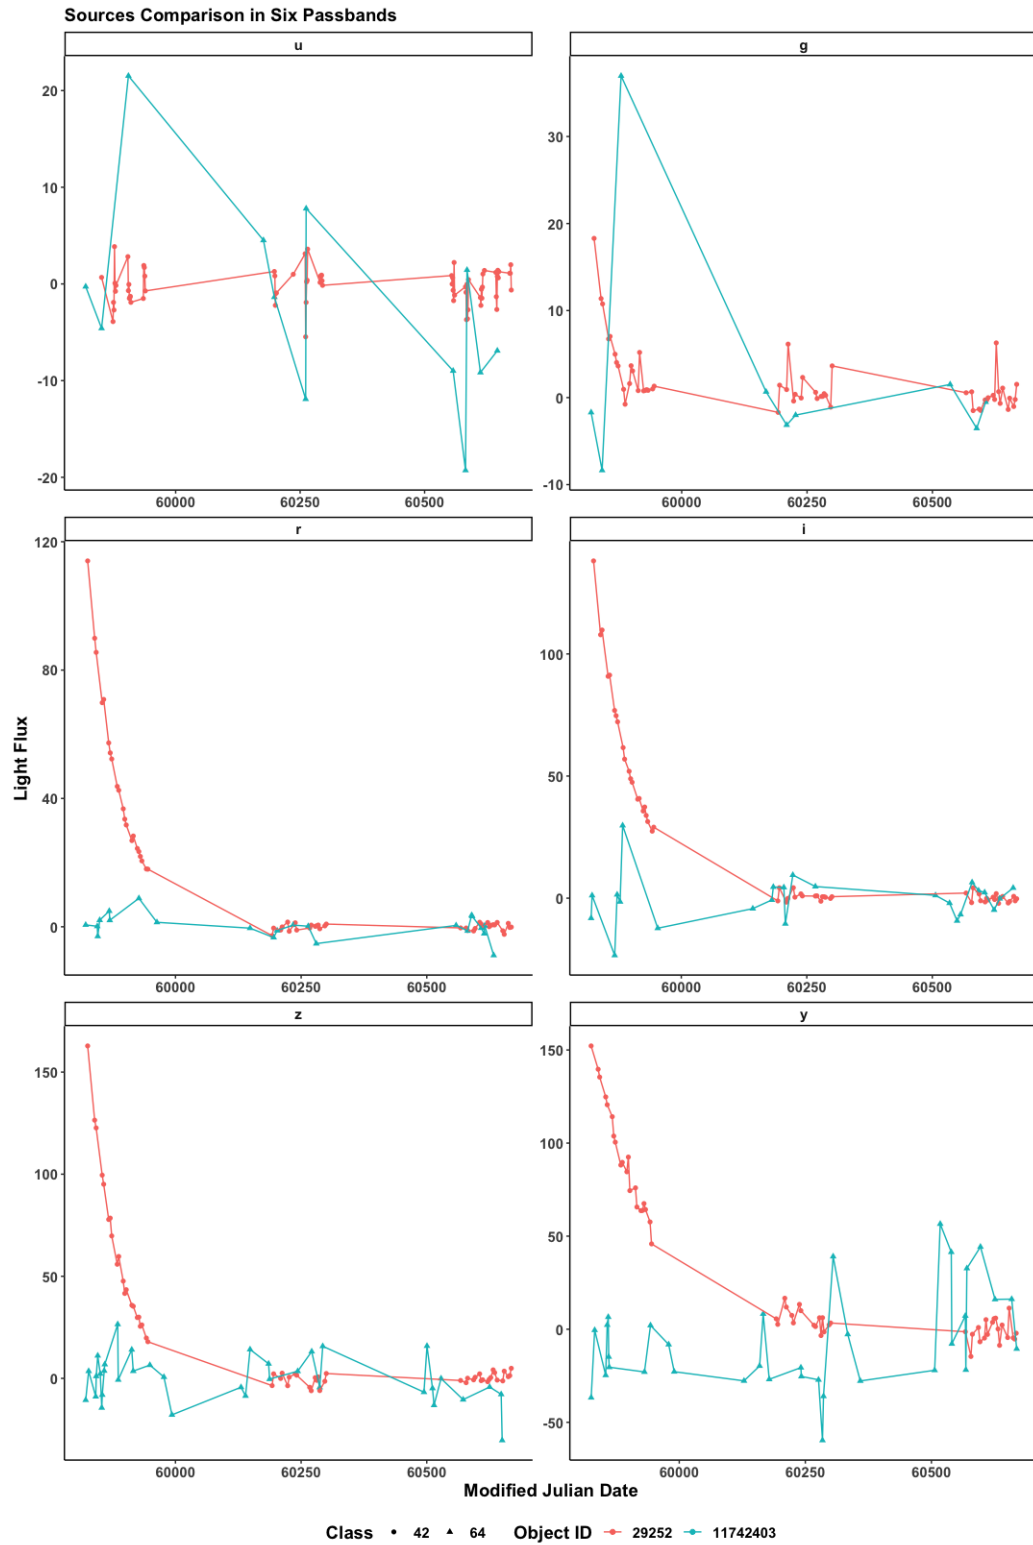 Sources Comparison in Six Passbands
u
g
20
10
0
-10
-20
60000 60250 60500
30
20
10
0
-10
60000 60250 60500
r
i
120
80
40
0
60000 60250 60500
100
50
0
60000 60250 60500
z
y
150
100
50
0
60000 60250 60500
150
100
50
0
-50
60000 60250 60500
Light Flux
Modified Julian Date
Class 42 64 Object ID 29252 11742403